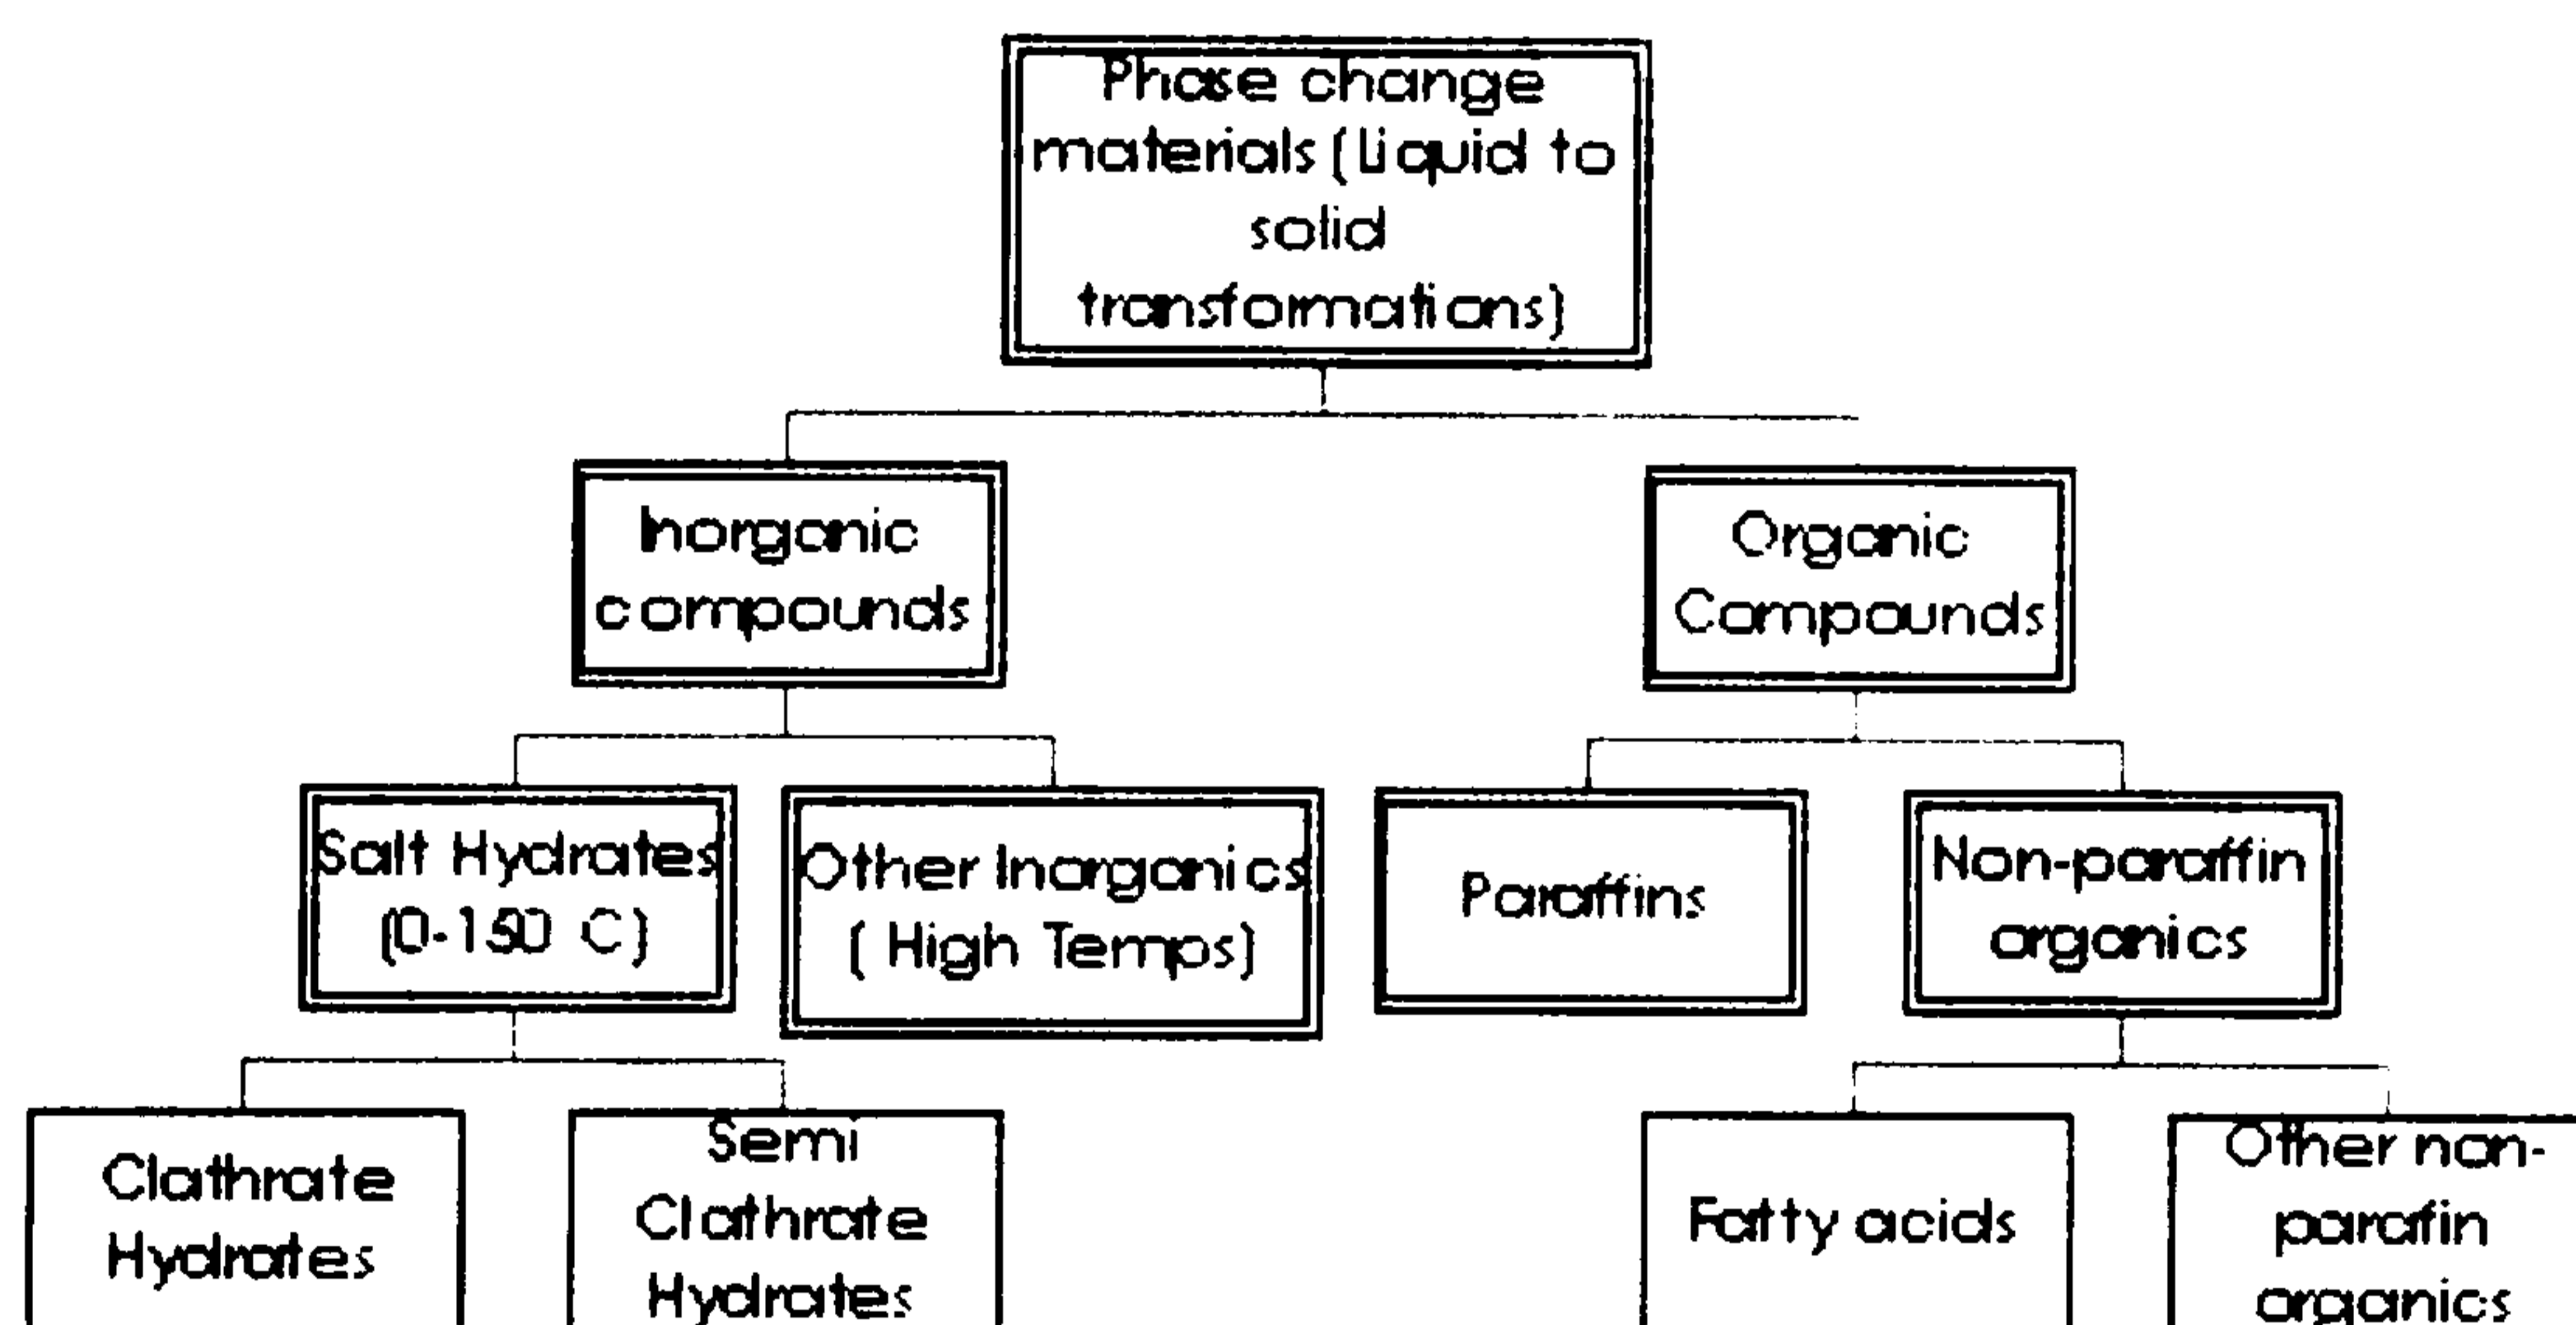 Phase change
materials (Liquid to
solid
transformations)
Inorganic
compounds
Organic
Compounds
Salt Hydrates
(0-150 C)
Other Inorganics
( High Temps)
Paraffins
Non-paraffin
organics
Clathrate
Hydrates
Semi
Clathrate
Hydrates
Fatty acids
Other non-
paraffin
organics